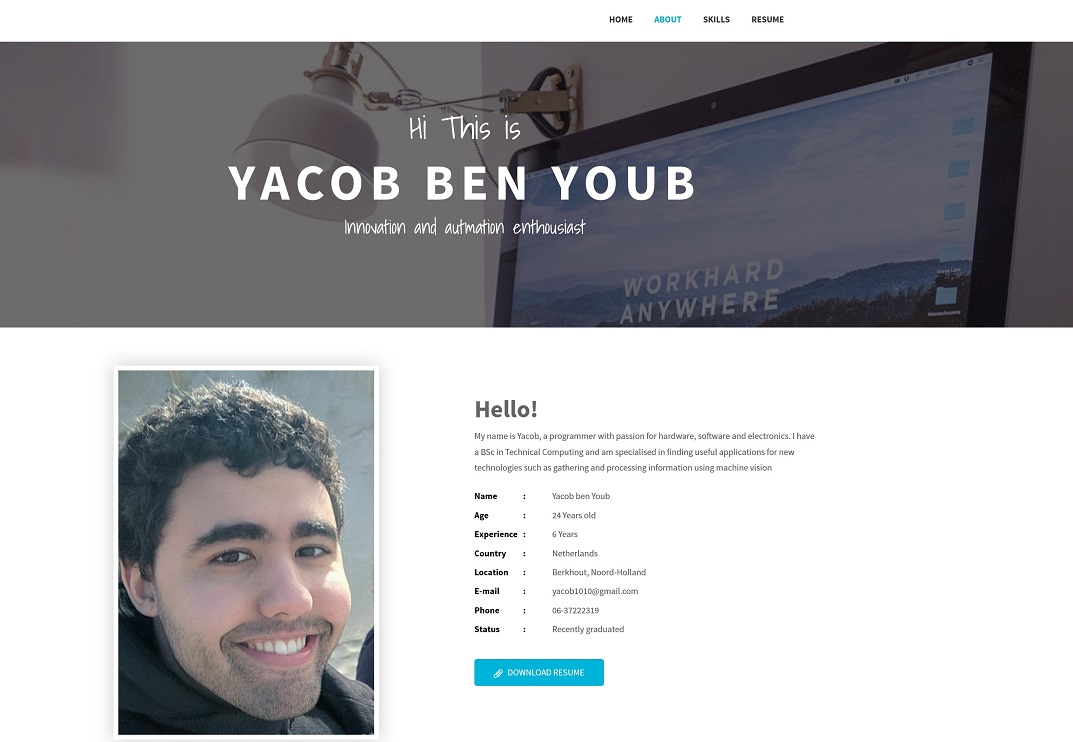 HOME ABOUT SKILLS RESUME
Hi This is
YACOB BEN YOUB
Innovation and autmation enthousiast
WORKHARD
ANYWHERE
Hello!
My name is Yacob, a programmer with passion for hardware, software and electronics. I have
a BSc in Technical Computing and am specialised in finding useful applications for new
technologies such as gathering and processing information using machine vision
Name : Yacob ben Youb
Age : 24 Years old
Experience : 6 Years
Country : Netherlands
Location : Berkhout, Noord-Holland
E-mail : yacob1010@gmail.com
Phone : 06-37222319
Status : Recently graduated
DOWNLOAD RESUME